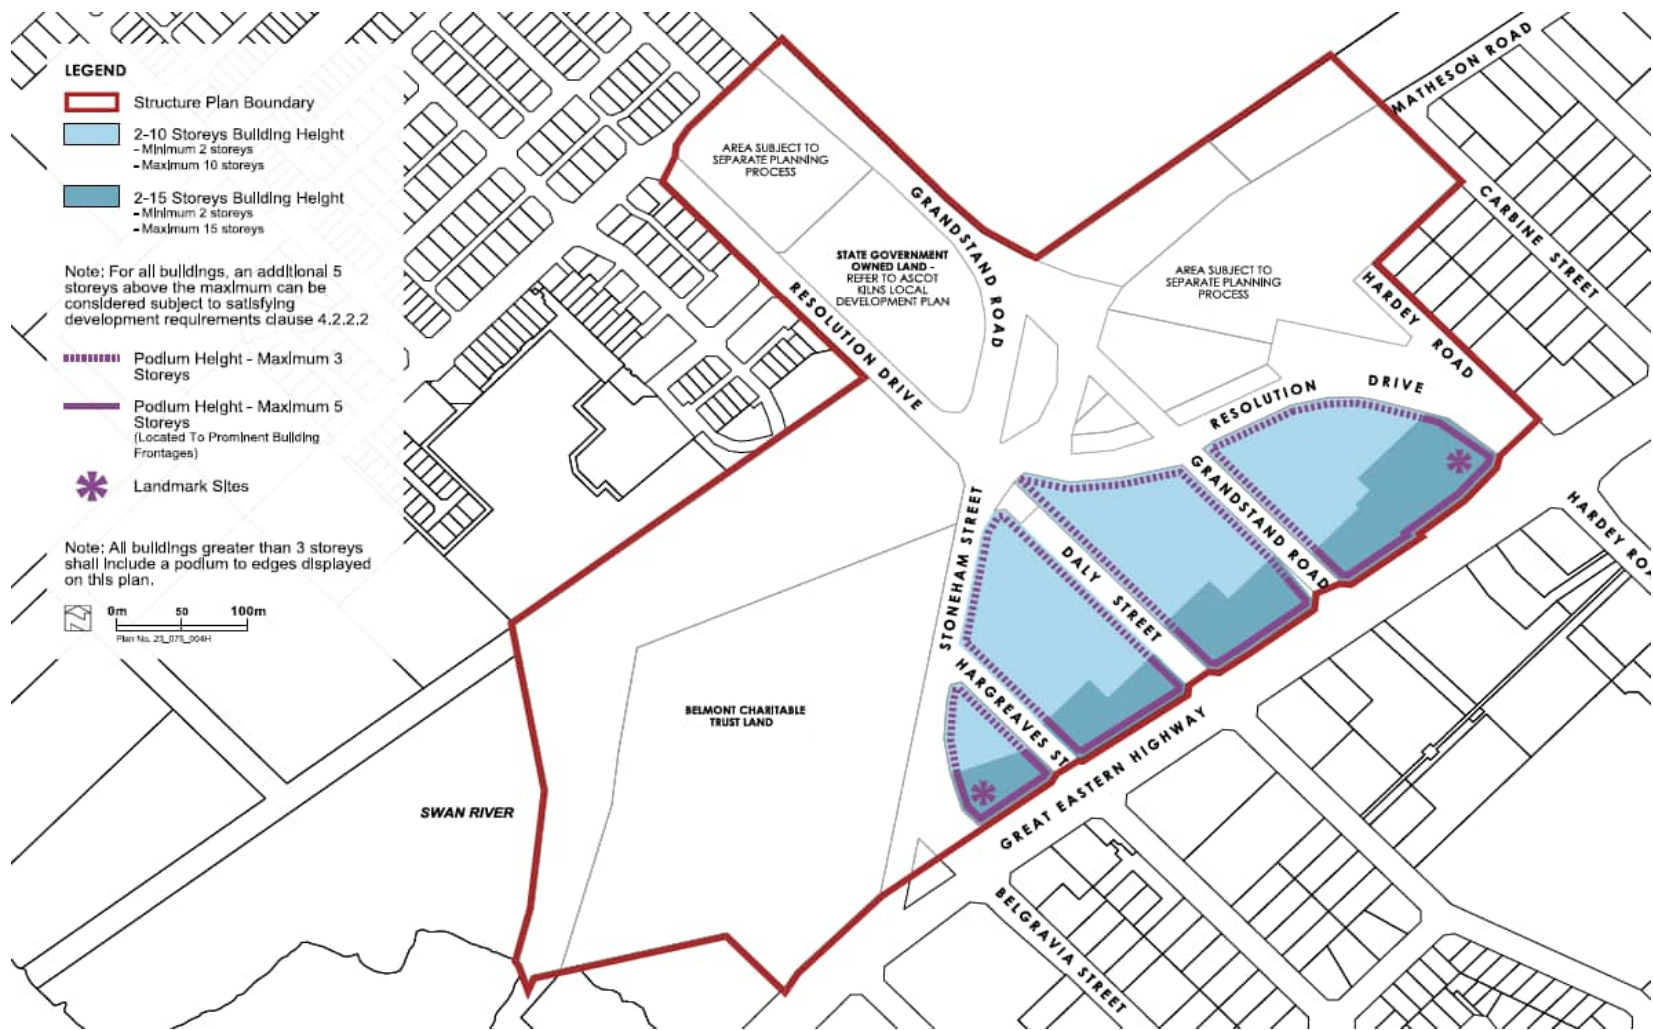 LEGEND
Structure Plan Boundary
2-10 Storeys Building Height
- Minimum 2 storeys
- Maximum 10 storeys
2-15 Storeys Building Height
- Minimum 2 storeys
- Maximum 15 storeys
Note: For all buildings, an additional 5
storeys above the maximum can be
considered subject to satisfying
development requirements clause 4.2.2.2
Podium Height - Maximum 3
Storeys
Podium Height - Maximum 5
Storeys
(Located To Prominent Building
Frontages)
Landmark Sites
Note: All buildings greater than 3 storeys
shall include a podium to edges displayed
on this plan.
0m 50 100m
Plan No. 23_075_004H
AREA SUBJECT TO
SEPARATE PLANNING
PROCESS
STATE GOVERNMENT
OWNED LAND -
REFER TO ASCOT
KILNS LOCAL
DEVELOPMENT PLAN
GRANDSTAND ROAD
RESOLUTION DRIVE
AREA SUBJECT TO
SEPARATE PLANNING
PROCESS
MATHESON ROAD
CARBINE STREET
HARDEY ROAD
RESOLUTION DRIVE
GRANDSTAND ROAD
HARDEY ROA
STONEHAM STREET
DALY STREET
HARGREAVES ST
GREAT EASTERN HIGHWAY
BELMONT CHARITABLE
TRUST LAND
SWAN RIVER
BELGRAVIA STREET